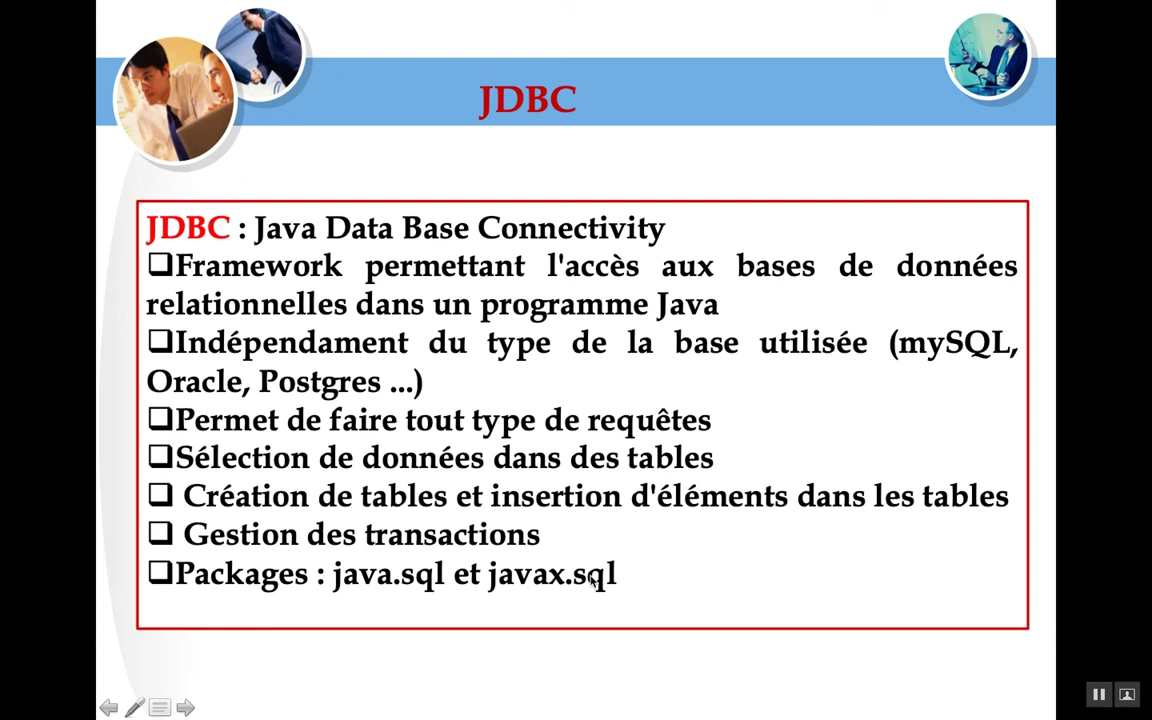 JDBC
JDBC : Java Data Base Connectivity
❑Framework permettant l'accès aux bases de données
relationnelles dans un programme Java
❑Indépendament du type de la base utilisée (mySQL,
Oracle, Postgres ...)
❑Permet de faire tout type de requêtes
❑Sélection de données dans des tables
❑ Création de tables et insertion d'éléments dans les tables
❑ Gestion des transactions
❑Packages : java.sql et javax.sql